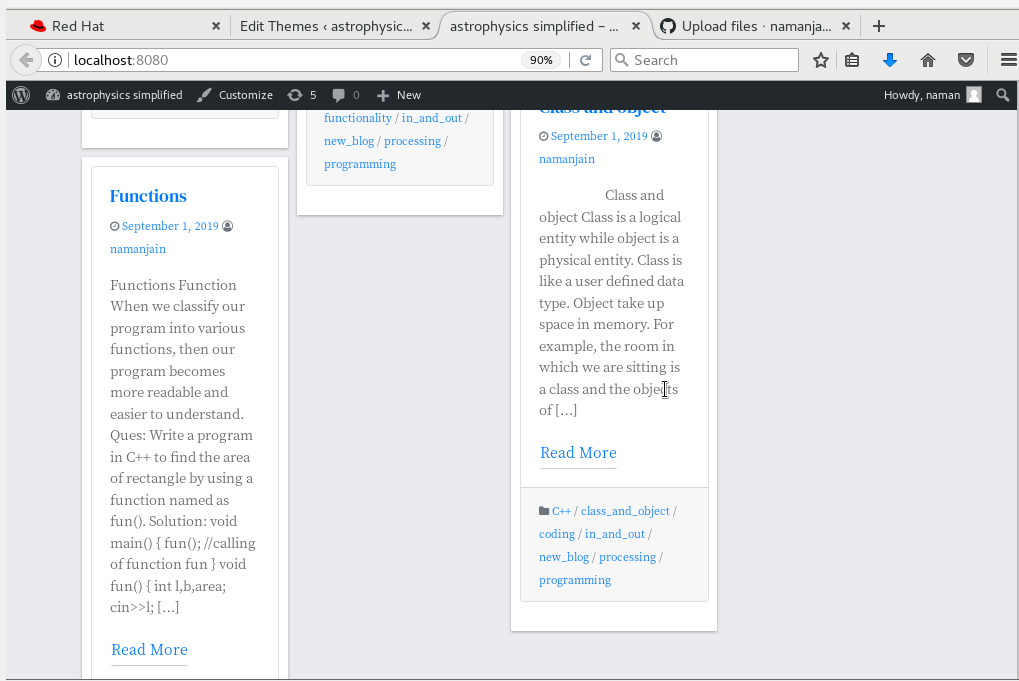 Red Hat
Edit Themes ‹ astrophysic...
astrophysics simplified – ...
Upload files · namanja...
localhost:8080
90%
Search
astrophysics simplified
Customize
5
0
New
Howdy, naman
Functions
September 1, 2019
namanjain
Functions Function
When we classify our
program into various
functions, then our
program becomes
more readable and
easier to understand.
Ques: Write a program
in C++ to find the area
of rectangle by using a
function named as
fun(). Solution: void
main() { fun(); //calling
of function fun } void
fun() { int l,b,area;
cin>>l; […]
Read More
functionality / in_and_out /
new_blog / processing /
programming
Class and object
September 1, 2019
namanjain
Class and
object Class is a logical
entity while object is a
physical entity. Class is
like a user defined data
type. Object take up
space in memory. For
example, the room in
which we are sitting is
a class and the objects
of […]
Read More
C++ / class_and_object /
coding / in_and_out /
new_blog / processing /
programming